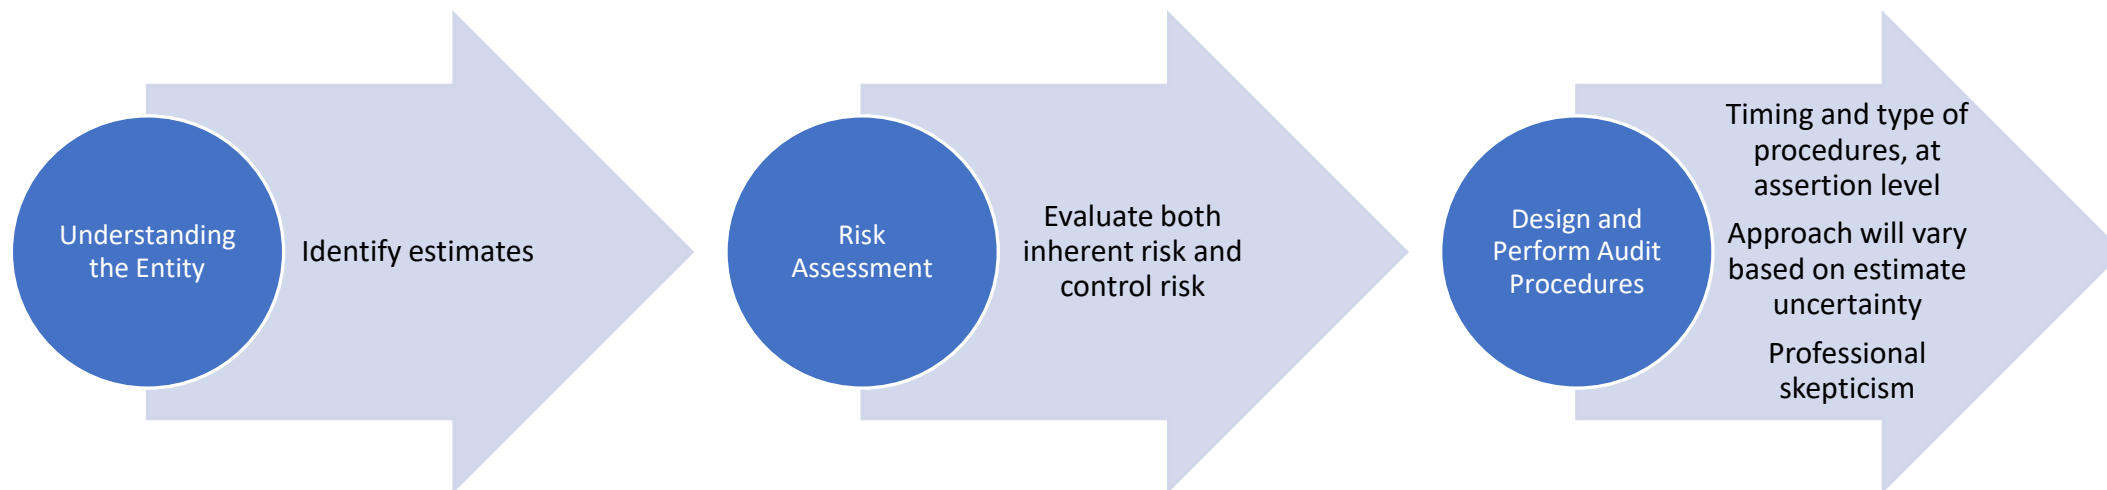 Understanding
the Entity
Identify estimates
Risk
Assessment
Evaluate both
inherent risk and
control risk
Design and
Perform Audit
Procedures
Timing and type of
procedures, at
assertion level
Approach will vary
based on estimate
uncertainty
Professional
skepticism